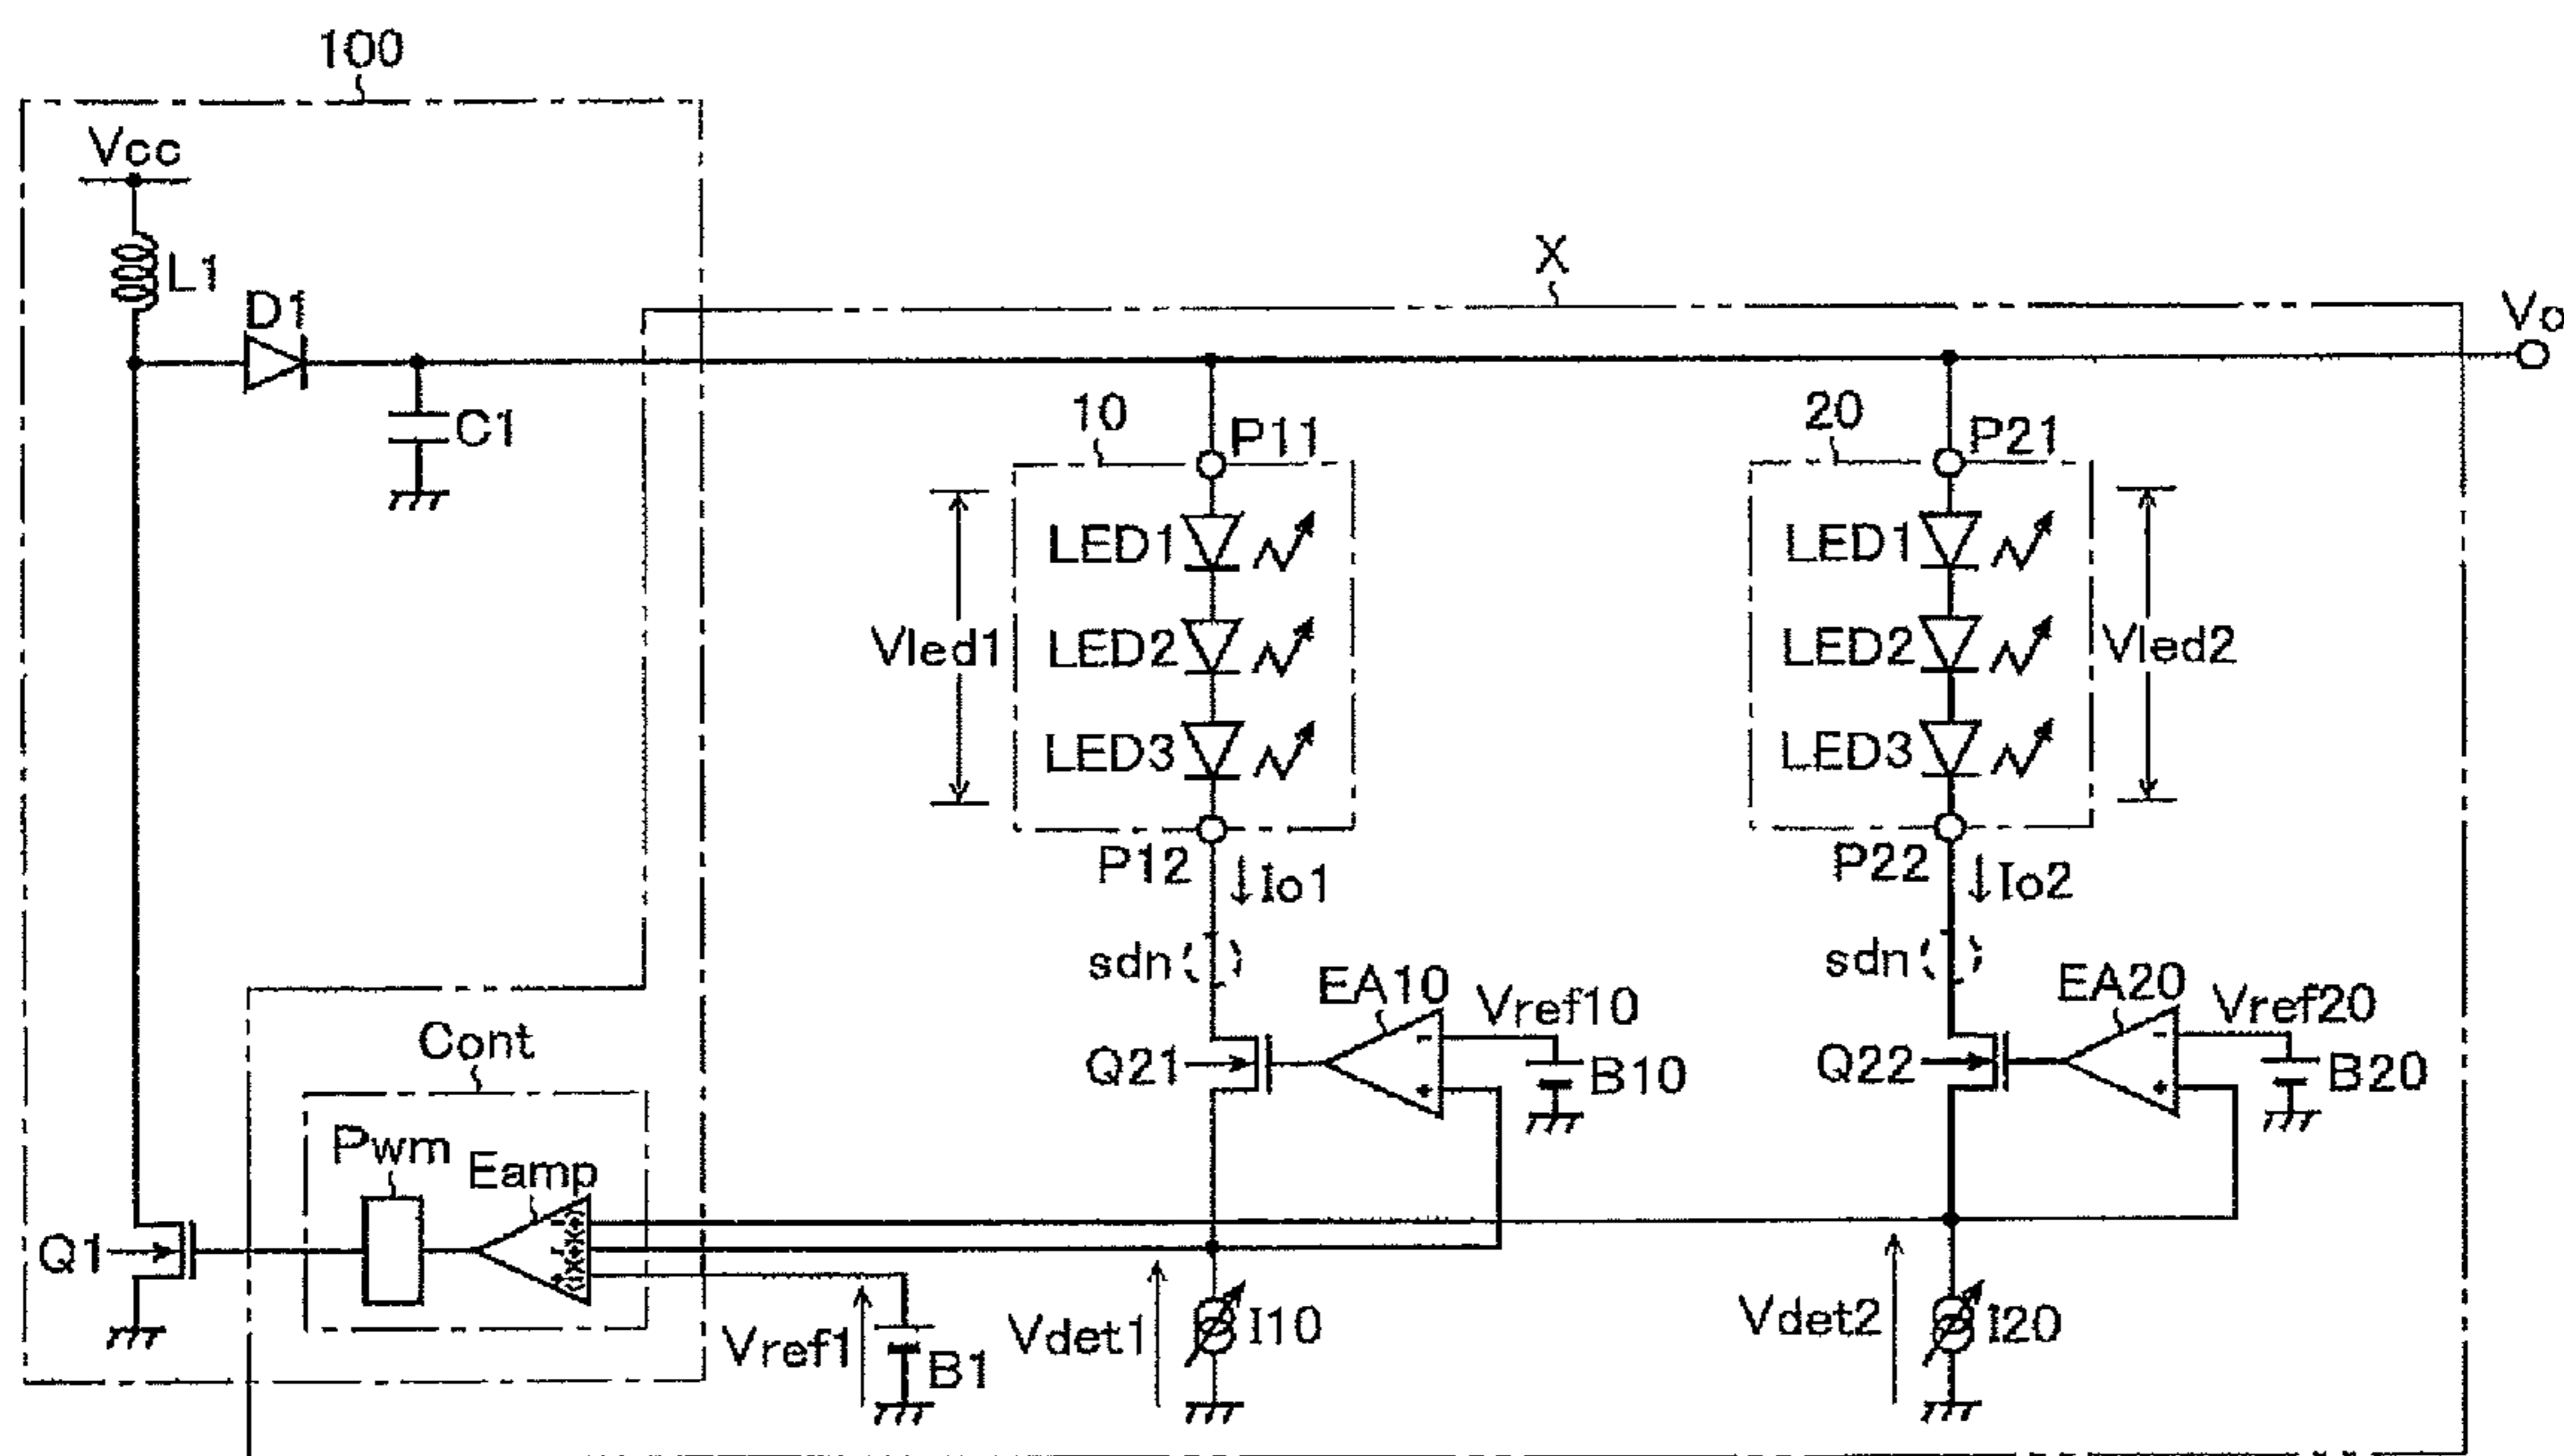 100
Vcc
L1
D1
C1
X
Vo
10
P11
20
P21
LED1
LED2
LED3
Vled1
LED1
LED2
LED3
Vled2
P12
Io1
P22
Io2
sdn
sdn
EA10
Vref10
EA20
Vref20
Q21
- +
B10
Q22
- +
B20
Cont
Pwm
Eamp
Q1
Vref1
B1
Vdet1
I10
Vdet2
I20